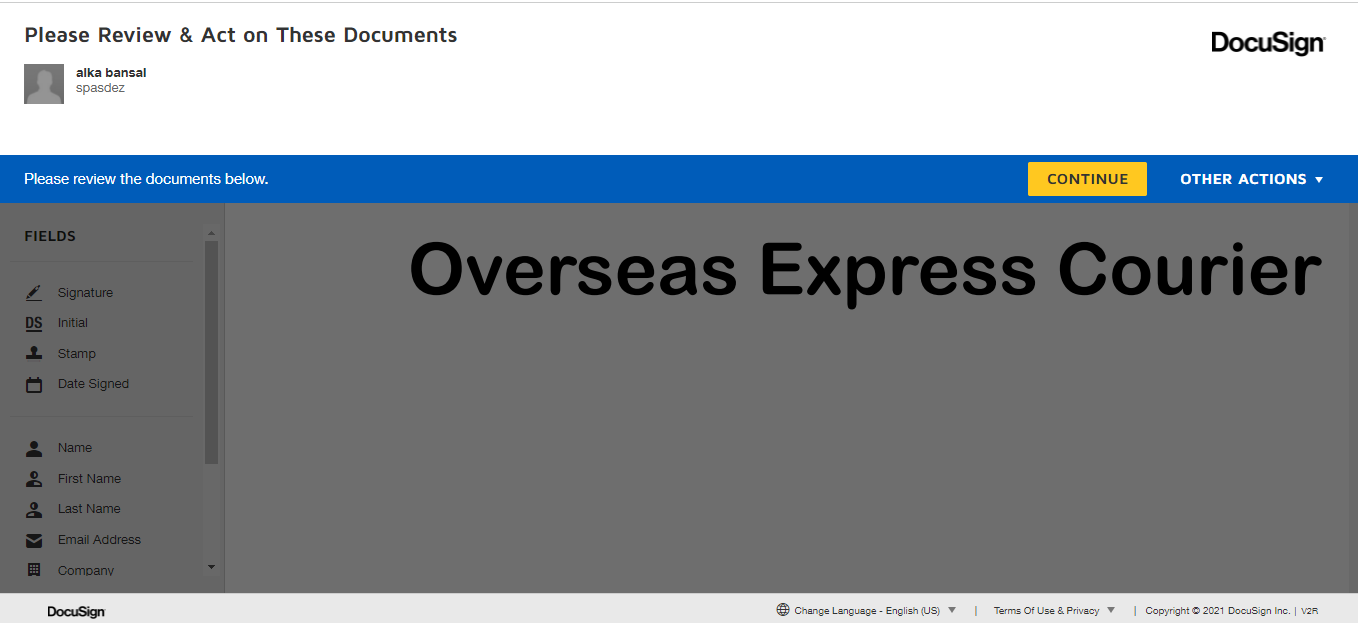 Please Review & Act on These Documents
DocuSign
alka bansal
spasdez
Please review the documents below.
CONTINUE
OTHER ACTIONS
FIELDS
Overseas Express Courier
Signature
DS Initial
Stamp
Date Signed
Name
First Name
Last Name
Email Address
Company
DocuSign
Change Language - English (US) | Terms Of Use & Privacy | Copyright © 2021 DocuSign Inc. | V2R